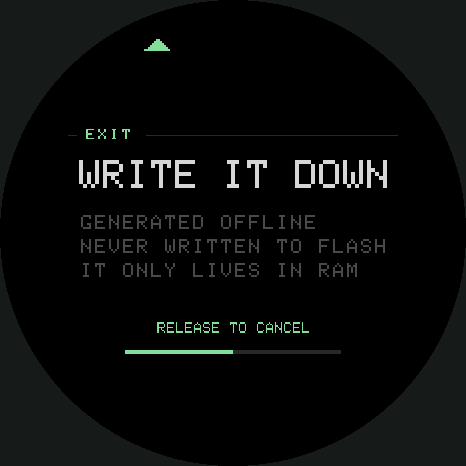 EXIT
WRITE IT DOWN
GENERATED OFFLINE
NEVER WRITTEN TO FLASH
IT ONLY LIVES IN RAM
RELEASE TO CANCEL